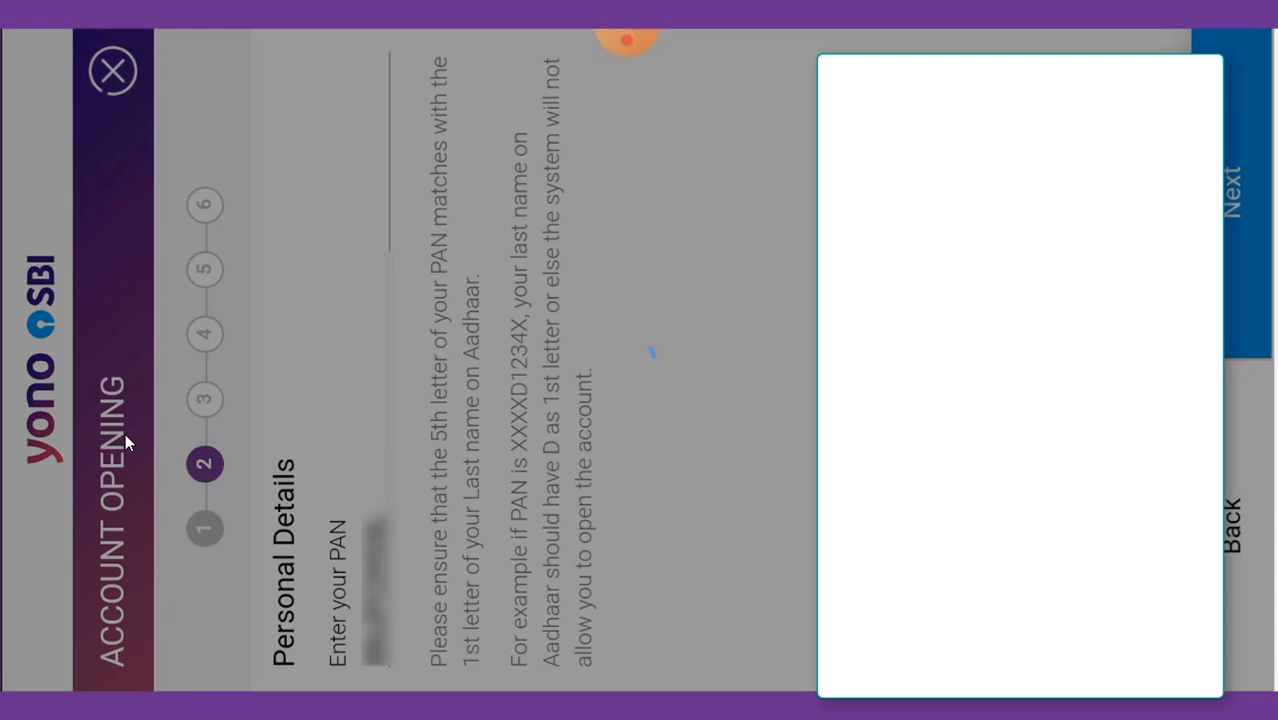 yono SBI
ACCOUNT OPENING
1 2 3 4 5 6
Personal Details
Enter your PAN
Please ensure that the 5th letter of your PAN matches with the
1st letter of your Last name on Aadhaar.
For example if PAN is XXXXD1234X, your last name on
Aadhaar should have D as 1st letter or else the system will not
allow you to open the account.
Back
Next